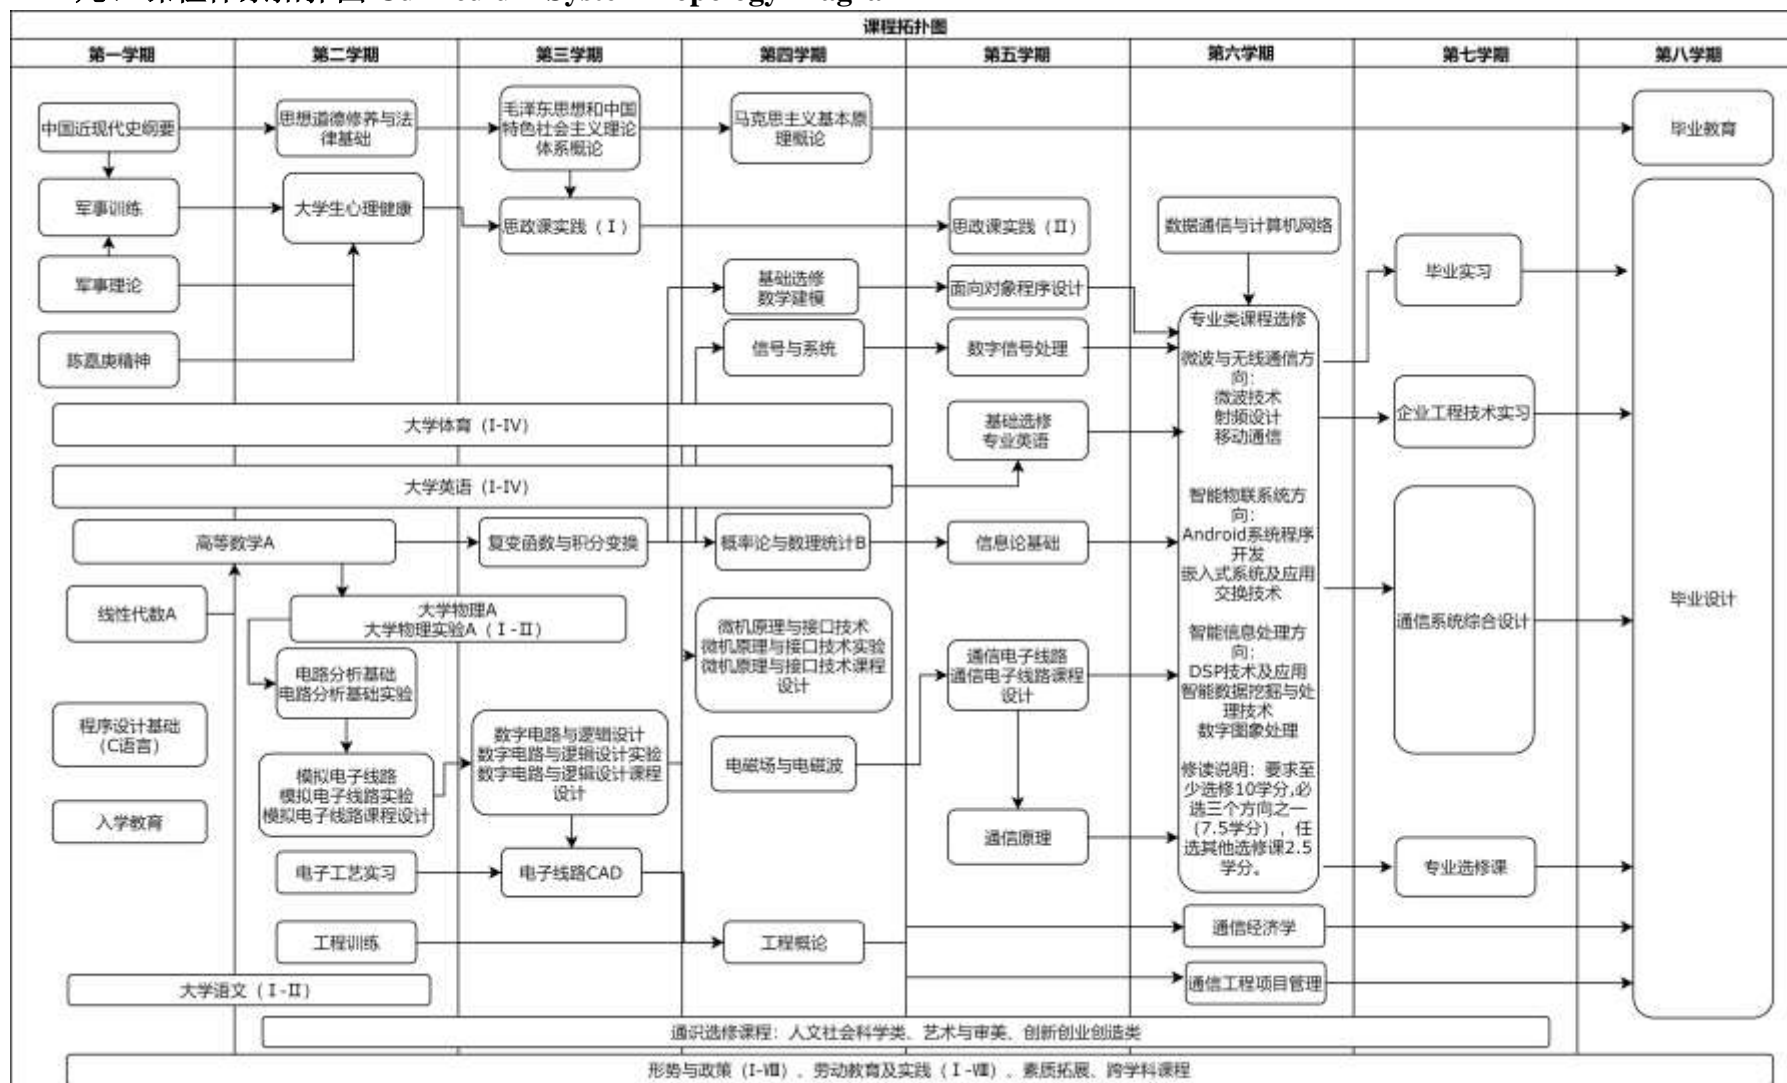 课程拓扑图
第一学期
第二学期
第三学期
第四学期
第五学期
第六学期
第七学期
第八学期
中国近现代史纲要
思想道德修养与法
律基础
毛泽东思想和中国
特色社会主义理论
体系概论
马克思主义基本原
理概论
毕业教育
军事训练
大学生心理健康
思政课实践（I）
思政课实践（II）
数据通信与计算机网络
军事理论
基础选修
数学建模
面向对象程序设计
毕业实习
陈嘉庚精神
信号与系统
数字信号处理
专业类课程选修
微波与无线通信方
向：
微波技术
射频设计
移动通信
智能物联系统方
向：
Android系统程序
开发
嵌入式系统及应用
交换技术
智能信息处理方
向：
DSP技术及应用
智能数据挖掘与处
理技术
数字图象处理
修读说明：要求至
少选修10学分,必
选三个方向之一
（7.5学分），任
选其他选修课2.5
学分。
大学体育（I-IV）
基础选修
专业英语
企业工程技术实习
大学英语（I-IV）
高等数学A
复变函数与积分变换
概率论与数理统计B
信息论基础
线性代数A
大学物理A
大学物理实验A（I-II）
微机原理与接口技术
微机原理与接口技术实验
微机原理与接口技术课程
设计
通信系统综合设计
毕业设计
电路分析基础
电路分析基础实验
通信电子线路
通信电子线路课程
设计
程序设计基础
(C语言)
模拟电子线路
模拟电子线路实验
模拟电子线路课程设计
数字电路与逻辑设计
数字电路与逻辑设计实验
数字电路与逻辑设计课程
设计
电磁场与电磁波
入学教育
通信原理
电子工艺实习
电子线路CAD
专业选修课
工程训练
工程概论
通信经济学
大学语文（I-II）
通信工程项目管理
通识选修课程：人文社会科学类、艺术与审美、创新创业创造类
形势与政策（I-VIII）、劳动教育及实践（I-VIII）、素质拓展、跨学科课程